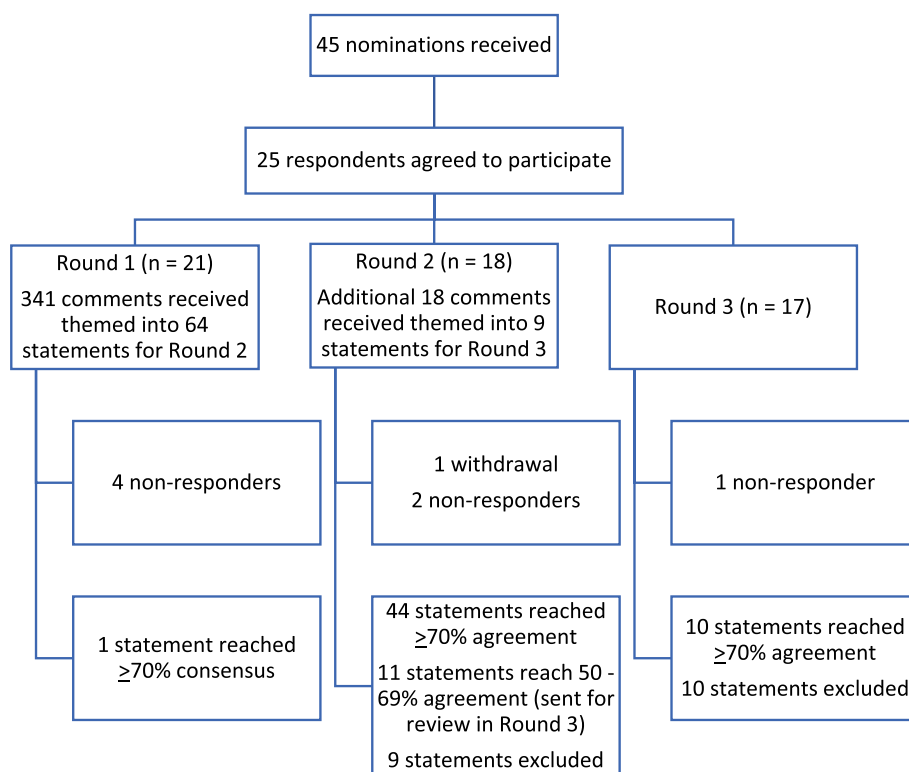 45 nominations received
25 respondents agreed to participate
Round 1 (n = 21)
341 comments received
themed into 64
statements for Round 2
Round 2 (n = 18)
Additional 18 comments
received themed into 9
statements for Round 3
Round 3 (n = 17)
4 non-responders
1 withdrawal
2 non-responders
1 non-responder
1 statement reached
≥70% consensus
44 statements reached
≥70% agreement
11 statements reach 50 -
69% agreement (sent for
review in Round 3)
9 statements excluded
10 statements reached
≥70% agreement
10 statements excluded